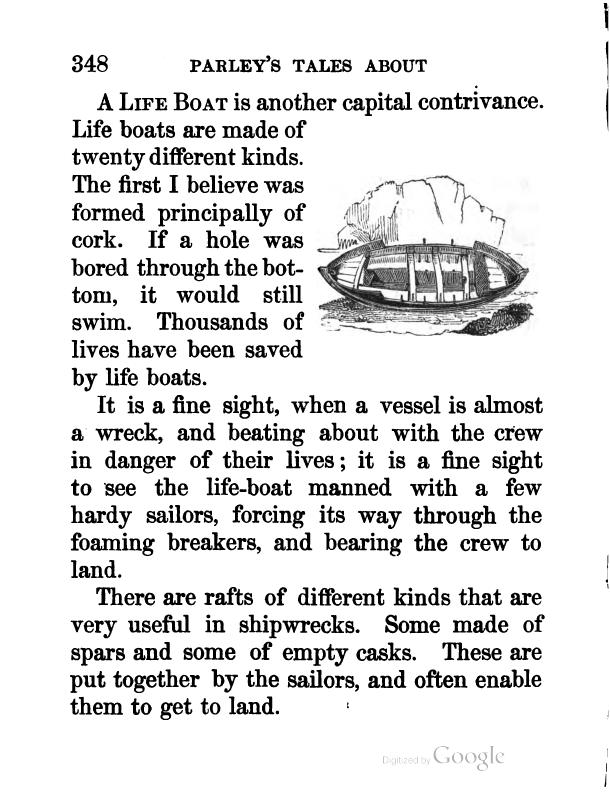 348 PARLEY'S TALES ABOUT
A LIFE BOAT is another capital contrivance.
Life boats are made of
twenty different kinds.
The first I believe was
formed principally of
cork. If a hole was
bored through the bot-
tom, it would still
swim. Thousands of
lives have been saved
by life boats.
It is a fine sight, when a vessel is almost
a wreck, and beating about with the crew
in danger of their lives; it is a fine sight
to see the life-boat manned with a few
hardy sailors, forcing its way through the
foaming breakers, and bearing the crew to
land.
There are rafts of different kinds that are
very useful in shipwrecks. Some made of
spars and some of empty casks. These are
put together by the sailors, and often enable
them to get to land.
Digitized by Google